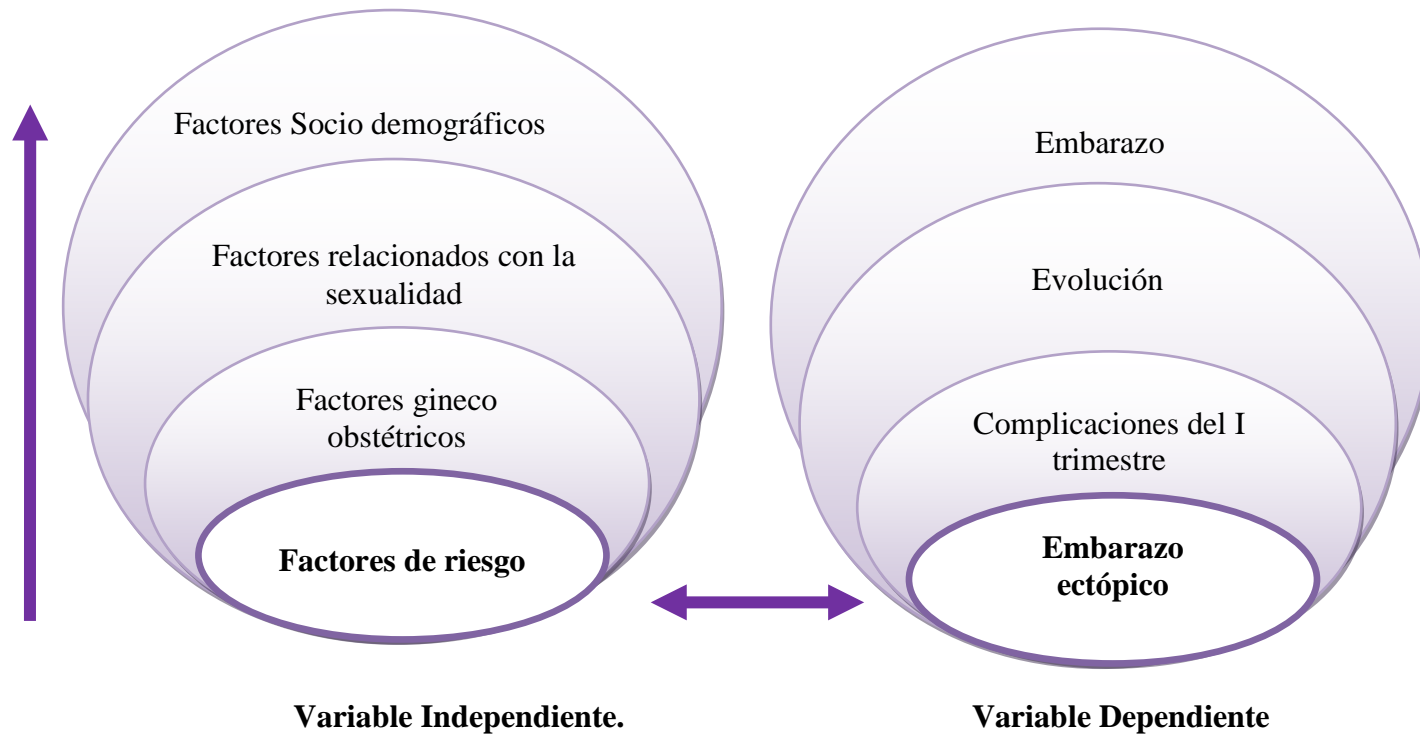 Factores Socio demográficos
Factores relacionados con la
sexualidad
Factores gineco
obstétricos
Factores de riesgo
Variable Independiente.
Embarazo
Evolución
Complicaciones del I
trimestre
Embarazo
ectópico
Variable Dependiente